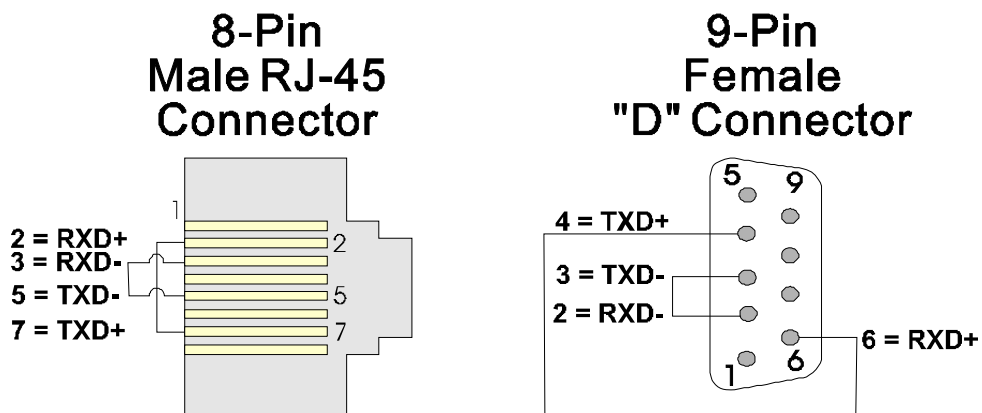 8-Pin
Male RJ-45
Connector
1
2 = RXD+
2
3 = RXD-
5 = TXD-
5
7 = TXD+
7
9-Pin
Female
"D" Connector
5
9
4 = TXD+
3 = TXD-
2 = RXD-
6 = RXD+
1
6